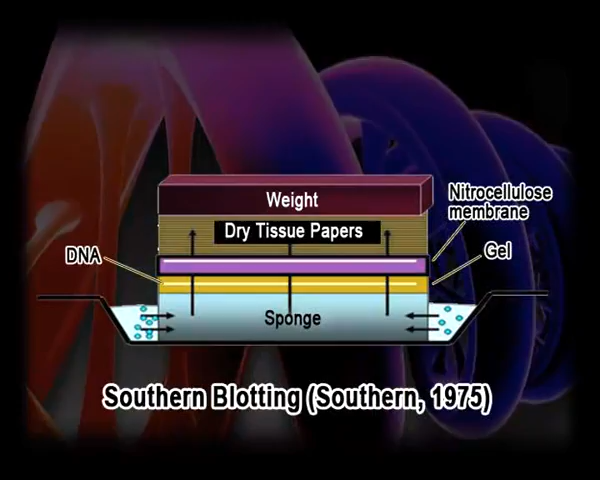 Weight
Nitrocellulose
membrane
Dry Tissue Papers
DNA
Gel
Sponge
Southern Blotting (Southern, 1975)